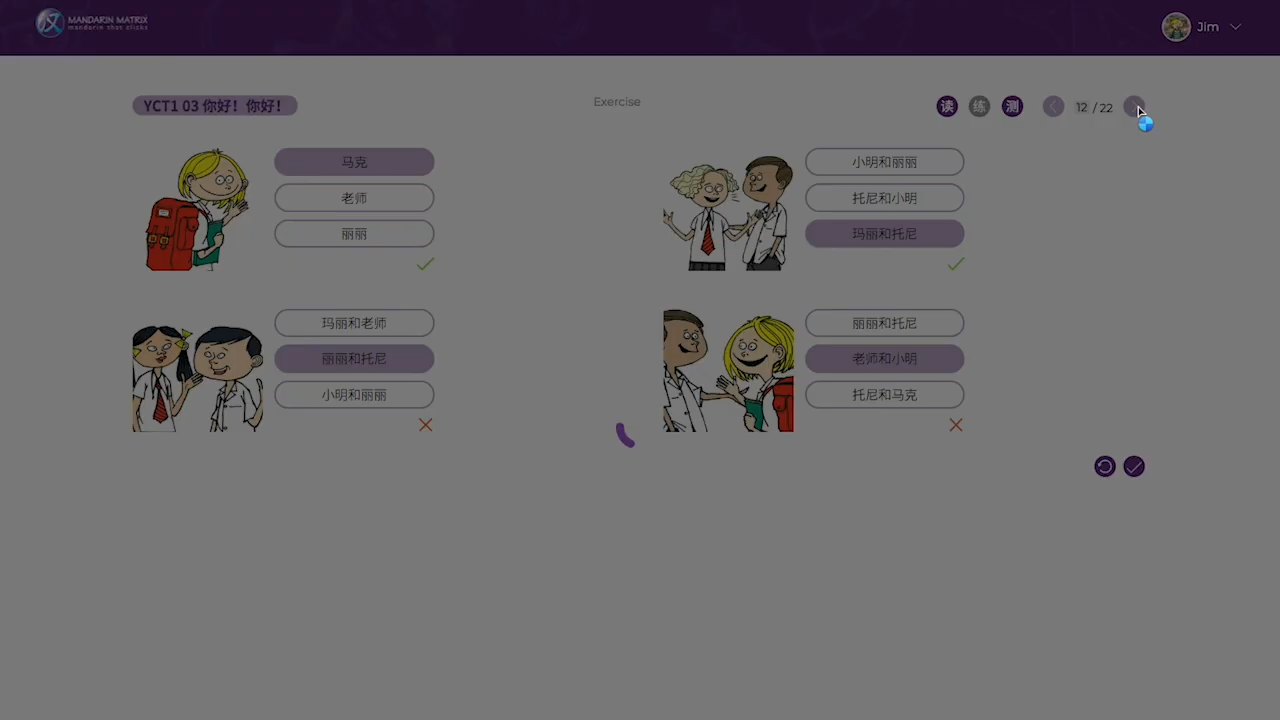 MANDARIN MATRIX
mandarin that clicks
Jim
YCT1 03 你好！你好！
Exercise
读 练 测
12 / 22
马克
老师
丽丽
小明和丽丽
托尼和小明
玛丽和托尼
玛丽和老师
丽丽和托尼
小明和丽丽
丽丽和托尼
老师和小明
托尼和马克